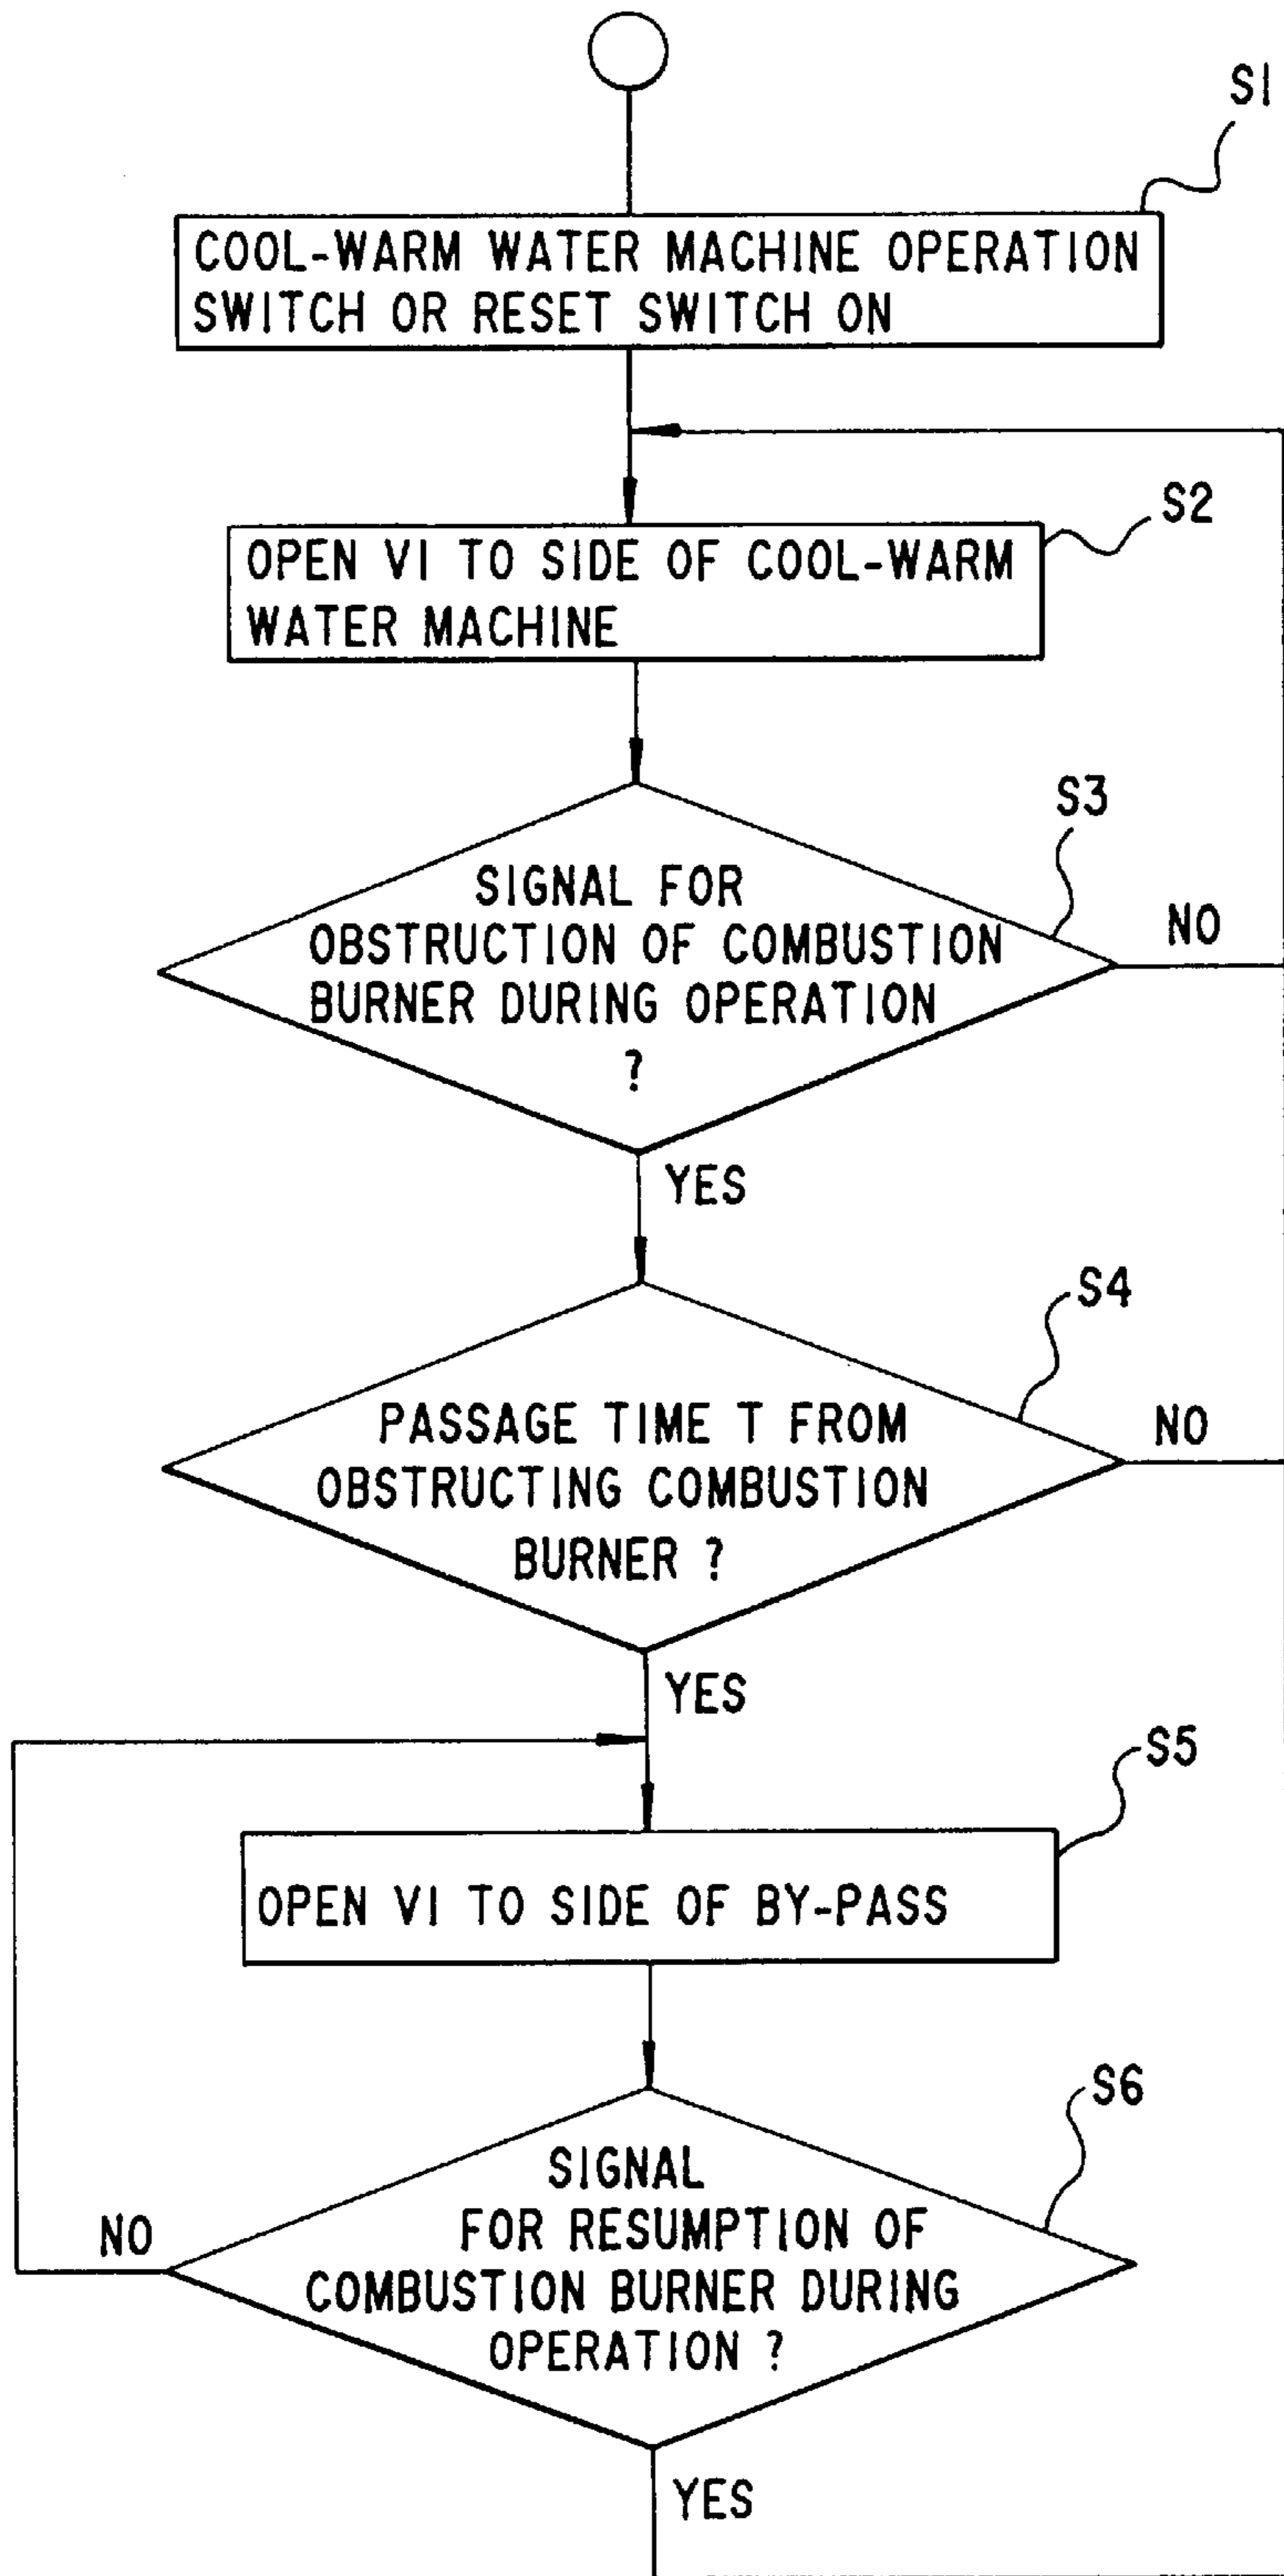 S1
COOL-WARM WATER MACHINE OPERATION
SWITCH OR RESET SWITCH ON
S2
OPEN V1 TO SIDE OF COOL-WARM
WATER MACHINE
S3
SIGNAL FOR
OBSTRUCTION OF COMBUSTION
BURNER DURING OPERATION
?
NO
YES
S4
PASSAGE TIME T FROM
OBSTRUCTING COMBUSTION
BURNER ?
NO
YES
S5
OPEN V1 TO SIDE OF BY-PASS
S6
SIGNAL
FOR RESUMPTION OF
COMBUSTION BURNER DURING
OPERATION ?
NO
YES